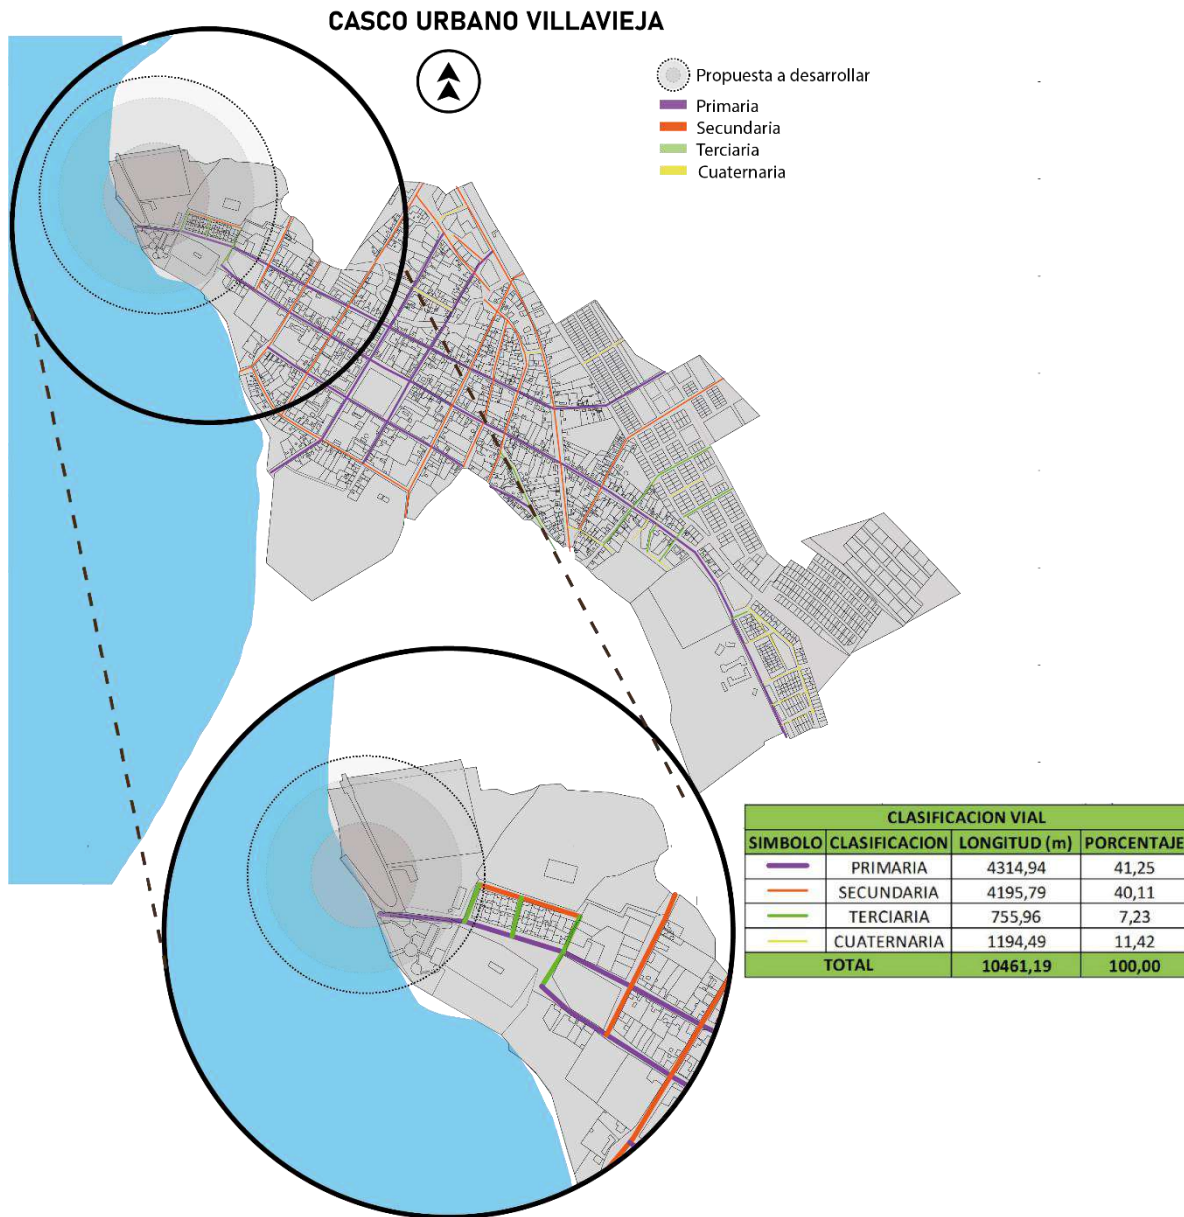 CASCO URBANO VILLAVIEJA
Propuesta a desarrollar
Primaria
Secundaria
Terciaria
Cuaternaria
CLASIFICACION VIAL
SIMBOLO CLASIFICACION LONGITUD (m) PORCENTAJE
PRIMARIA 4314,94 41,25
SECUNDARIA 4195,79 40,11
TERCIARIA 755,96 7,23
CUATERNARIA 1194,49 11,42
TOTAL 10461,19 100,00